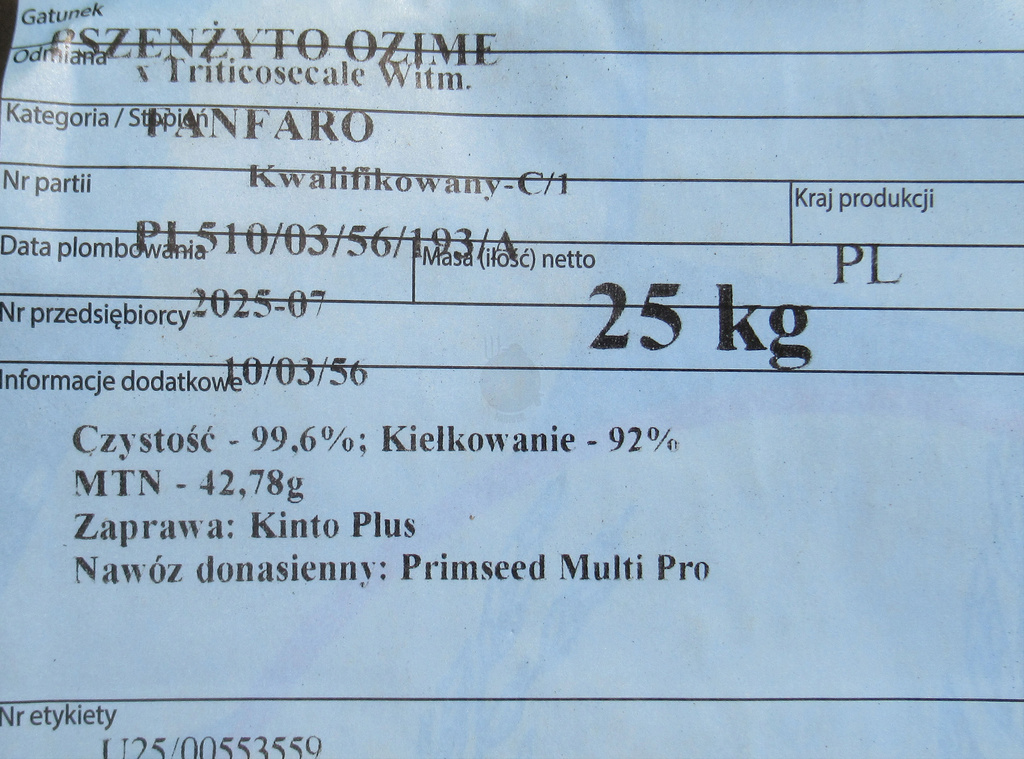 Gatunek
PSZENŻYTO OZIME
Odmiana
x Triticosecale Witm.
Kategoria / Stopień
FANFARO
Nr partii
Kwalifikowany-C/1
Kraj produkcji
PL 510/03/56/193/A
PL
Data plombowania
Masa (ilość) netto
2025-07
25 kg
Nr przedsiębiorcy
10/03/56
Informacje dodatkowe
Czystość - 99,6%; Kiełkowanie - 92%
MTN - 42,78g
Zaprawa: Kinto Plus
Nawóz donasienny: Primseed Multi Pro
Nr etykiety
U25/00553559